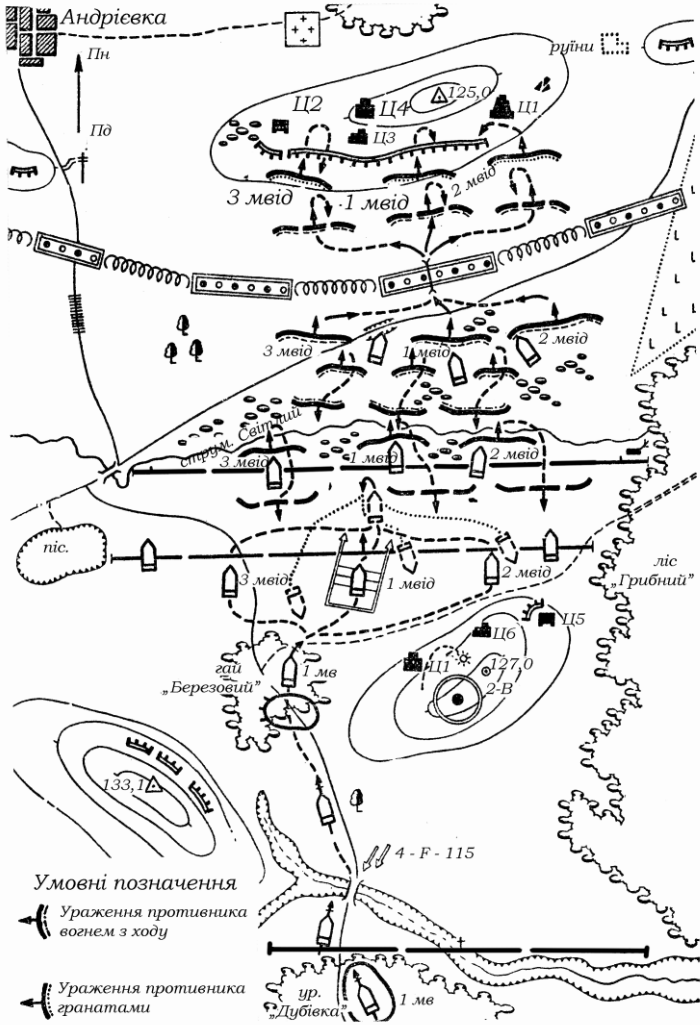 Андрієвка
руїни
Пн
125,0
Ц2
Ц4
Ц1
Ц3
Пд
3 мвід
1 мвід
2 мвід
3 мвід
1 мвід
2 мвід
струм. Світлий
3 мвід
1 мвід
2 мвід
піс.
3 мвід
1 мвід
2 мвід
ліс
„Грибний"
Ц5
Ц6
Ц1
127,0
2-В
гай
„Березовий"
1 мв
133,1
4 - F - 115
Умовні позначення
Ураження противника
вогнем з ходу
Ураження противника
гранатами
ур.
„Дубівка"
1 мв